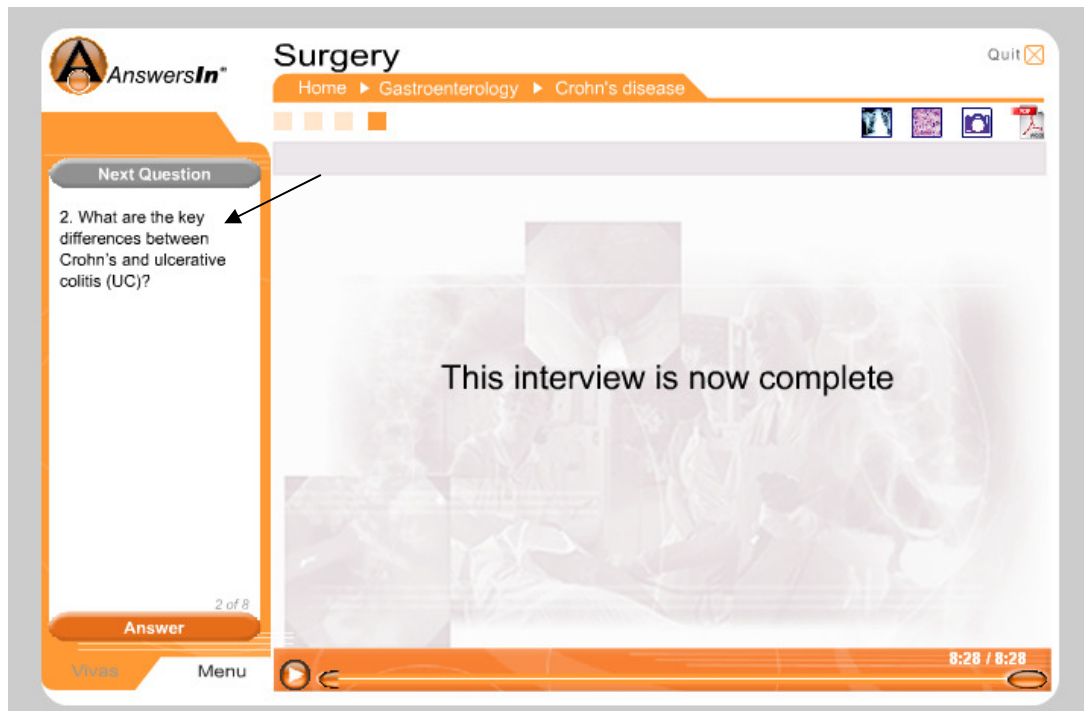 AnswersIn®
Surgery
Quit
Home ▶ Gastroenterology ▶ Crohn's disease
Next Question
2. What are the key
differences between
Crohn's and ulcerative
colitis (UC)?
This interview is now complete
2 of 8
Answer
Vivas
Menu
8:28 / 8:28